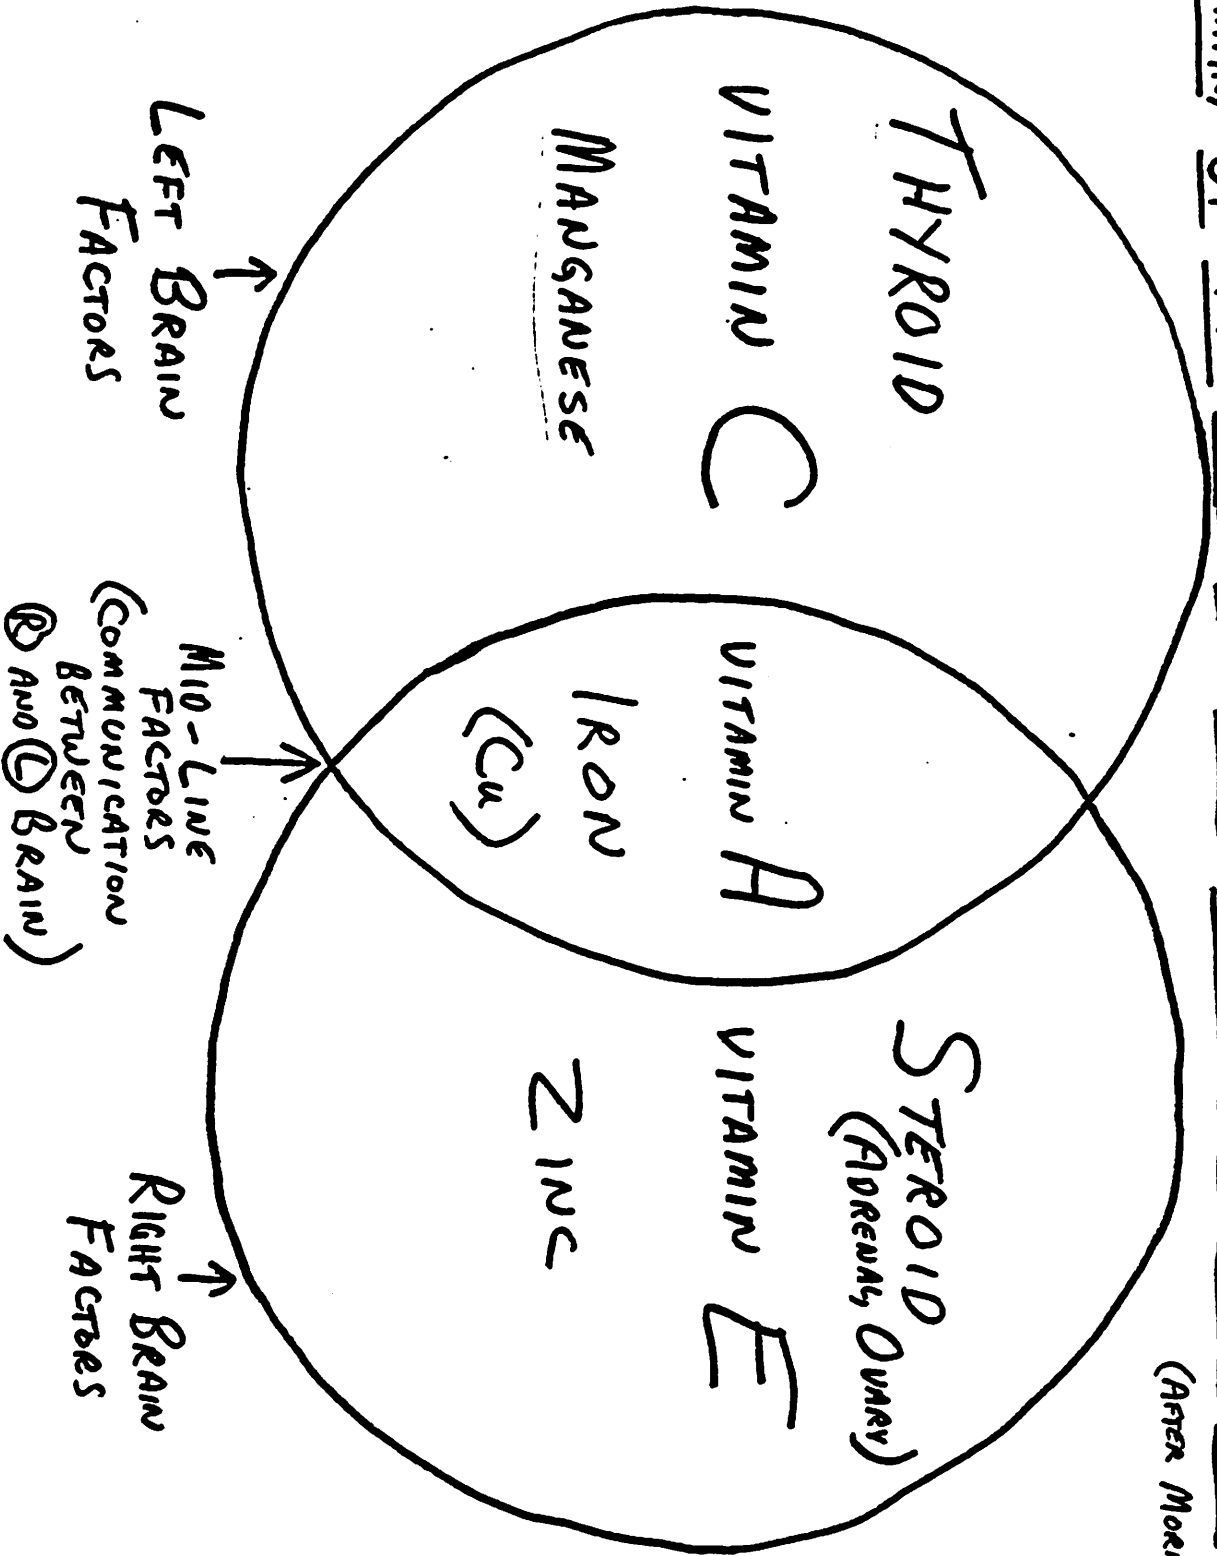 (AFTER
THYROID
VITAMIN C
MANGANESE
VITAMIN A
IRON
(Cu)
STEROID
(ADRENAL, OVARY)
VITAMIN E
ZINC
LEFT BRAIN
FACTORS
MID-LINE
FACTORS
(COMMUNICATION
BETWEEN
R AND L BRAIN)
RIGHT BRAIN
FACTORS